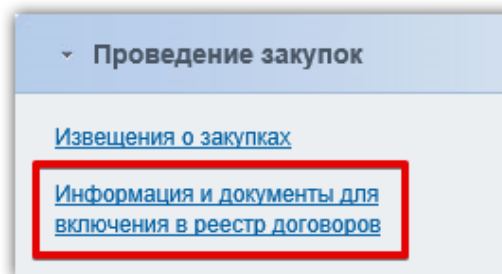 Проведение закупок
Извещения о закупках
Информация и документы для
включения в реестр договоров